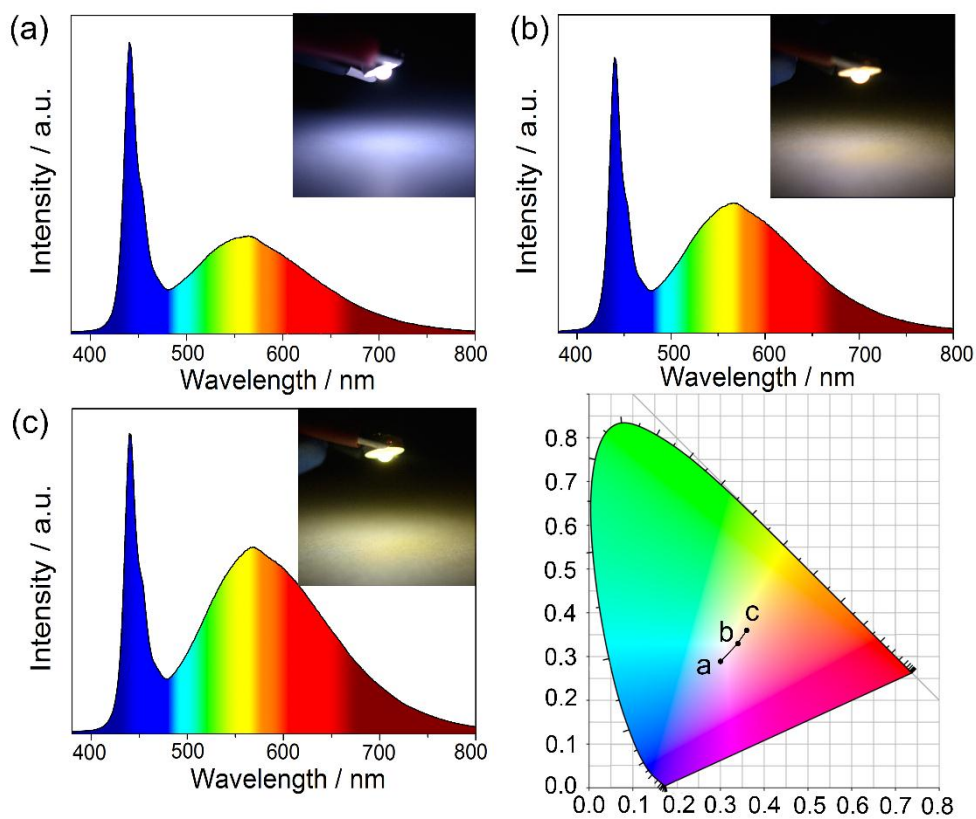 (a)
Intensity / a.u.
400 500 600 700 800
Wavelength / nm
(b)
Intensity / a.u.
400 500 600 700 800
Wavelength / nm
(c)
Intensity / a.u.
400 500 600 700 800
Wavelength / nm
0.8
0.7
0.6
0.5
0.4
0.3
0.2
0.1
0.0
c
b
a
0.0 0.1 0.2 0.3 0.4 0.5 0.6 0.7 0.8